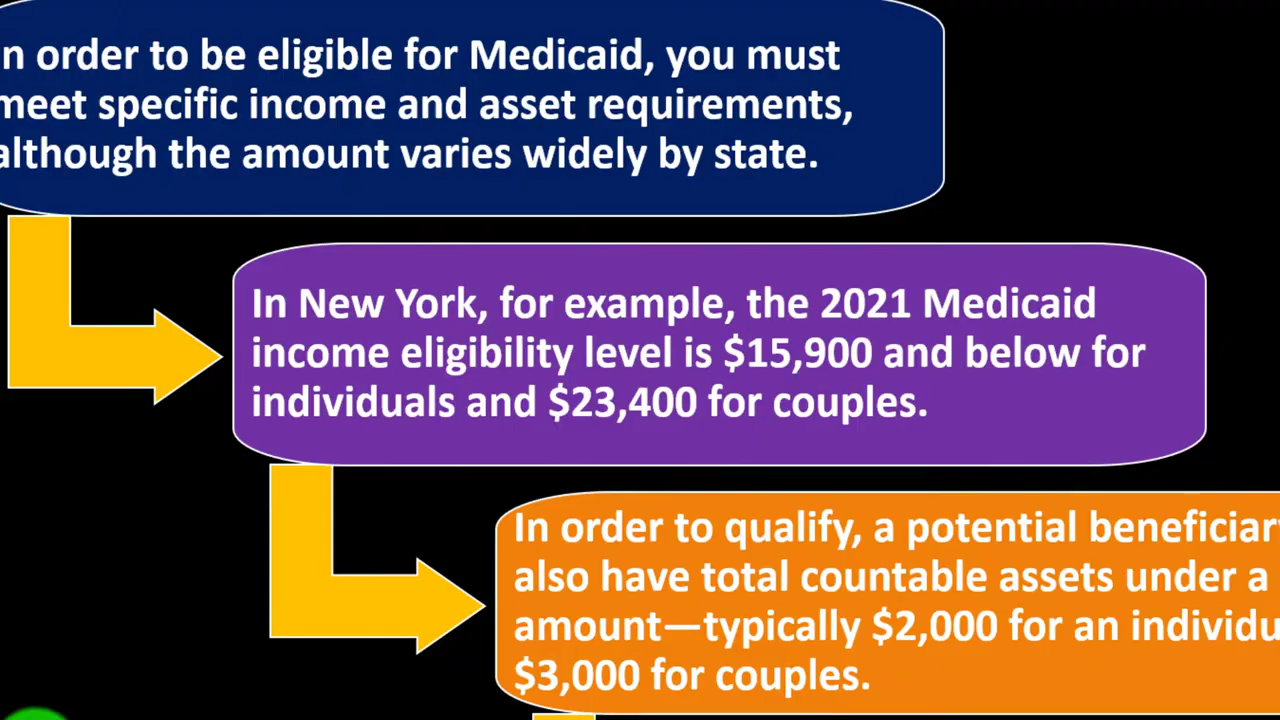 n order to be eligible for Medicaid, you must
meet specific income and asset requirements,
although the amount varies widely by state.
In New York, for example, the 2021 Medicaid
income eligibility level is $15,900 and below for
individuals and $23,400 for couples.
In order to qualify, a potential beneficiar
also have total countable assets under a
amount—typically $2,000 for an individu
$3,000 for couples.